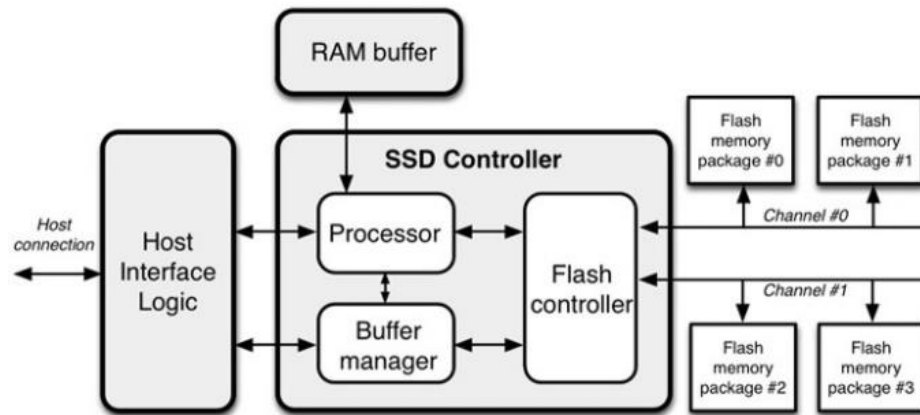 RAM buffer
SSD Controller
Host
connection
Host
Interface
Logic
Processor
Buffer
manager
Flash
controller
Flash
memory
package #0
Flash
memory
package #1
Channel #0
Channel #1
Flash
memory
package #2
Flash
memory
package #3